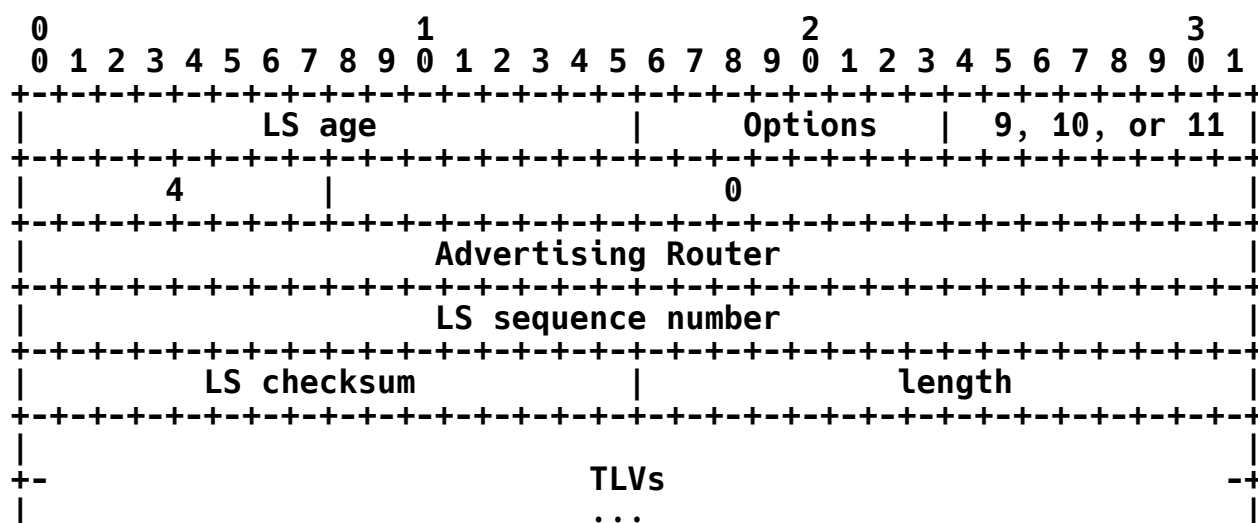 0                   1                   2                   3
 0 1 2 3 4 5 6 7 8 9 0 1 2 3 4 5 6 7 8 9 0 1 2 3 4 5 6 7 8 9 0 1
+-+-+-+-+-+-+-+-+-+-+-+-+-+-+-+-+-+-+-+-+-+-+-+-+-+-+-+-+-+-+-+-+
|            LS age             |     Options   |  9, 10, or 11 |
+-+-+-+-+-+-+-+-+-+-+-+-+-+-+-+-+-+-+-+-+-+-+-+-+-+-+-+-+-+-+-+-+
|       4       |                    0                          |
+-+-+-+-+-+-+-+-+-+-+-+-+-+-+-+-+-+-+-+-+-+-+-+-+-+-+-+-+-+-+-+-+
|                     Advertising Router                        |
+-+-+-+-+-+-+-+-+-+-+-+-+-+-+-+-+-+-+-+-+-+-+-+-+-+-+-+-+-+-+-+-+
|                     LS sequence number                        |
+-+-+-+-+-+-+-+-+-+-+-+-+-+-+-+-+-+-+-+-+-+-+-+-+-+-+-+-+-+-+-+-+
|         LS checksum           |             length            |
+-+-+-+-+-+-+-+-+-+-+-+-+-+-+-+-+-+-+-+-+-+-+-+-+-+-+-+-+-+-+-+-+
|                                                               |
+-                            TLVs                             -+
|                             ...                               |